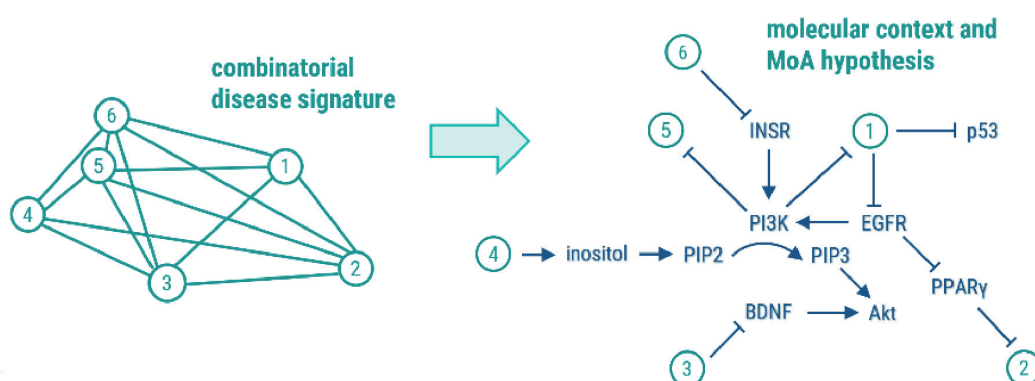 combinatorial
disease signature
6
5
1
4
2
3
molecular context and
MoA hypothesis
6
5
INSR
1
p53
PI3K
EGFR
4
inositol
PIP2
PIP3
PPARγ
BDNF
Akt
3
2